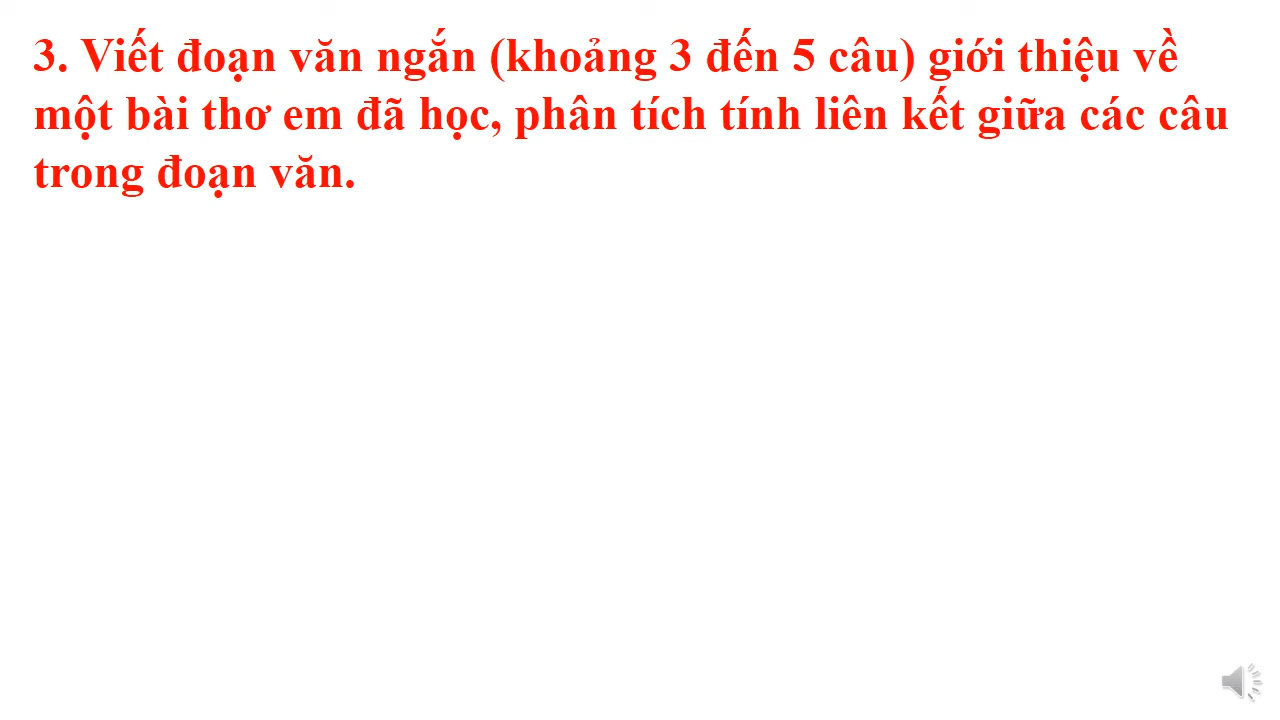 3. Viết đoạn văn ngắn (khoảng 3 đến 5 câu) giới thiệu về
một bài thơ em đã học, phân tích tính liên kết giữa các câu
trong đoạn văn.